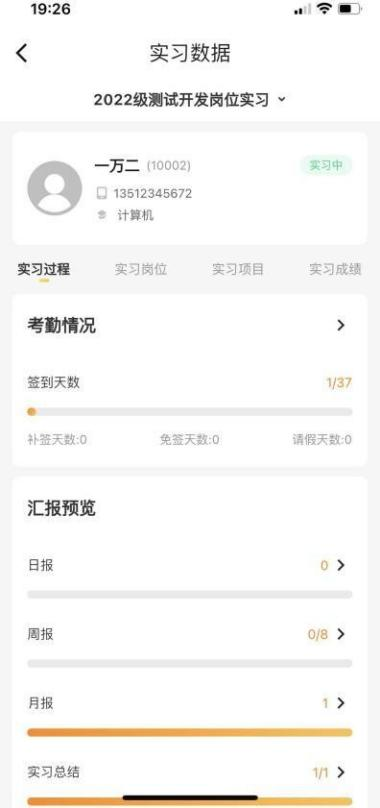 19:26
实习数据
2022级测试开发岗位实习
一万二 (10002) 实习中
13512345672
计算机
实习过程 实习岗位 实习项目 实习成绩
考勤情况
签到天数 1/37
补签天数:0 免签天数:0 请假天数:0
汇报预览
日报 0
周报 0/8
月报 1
实习总结 1/1